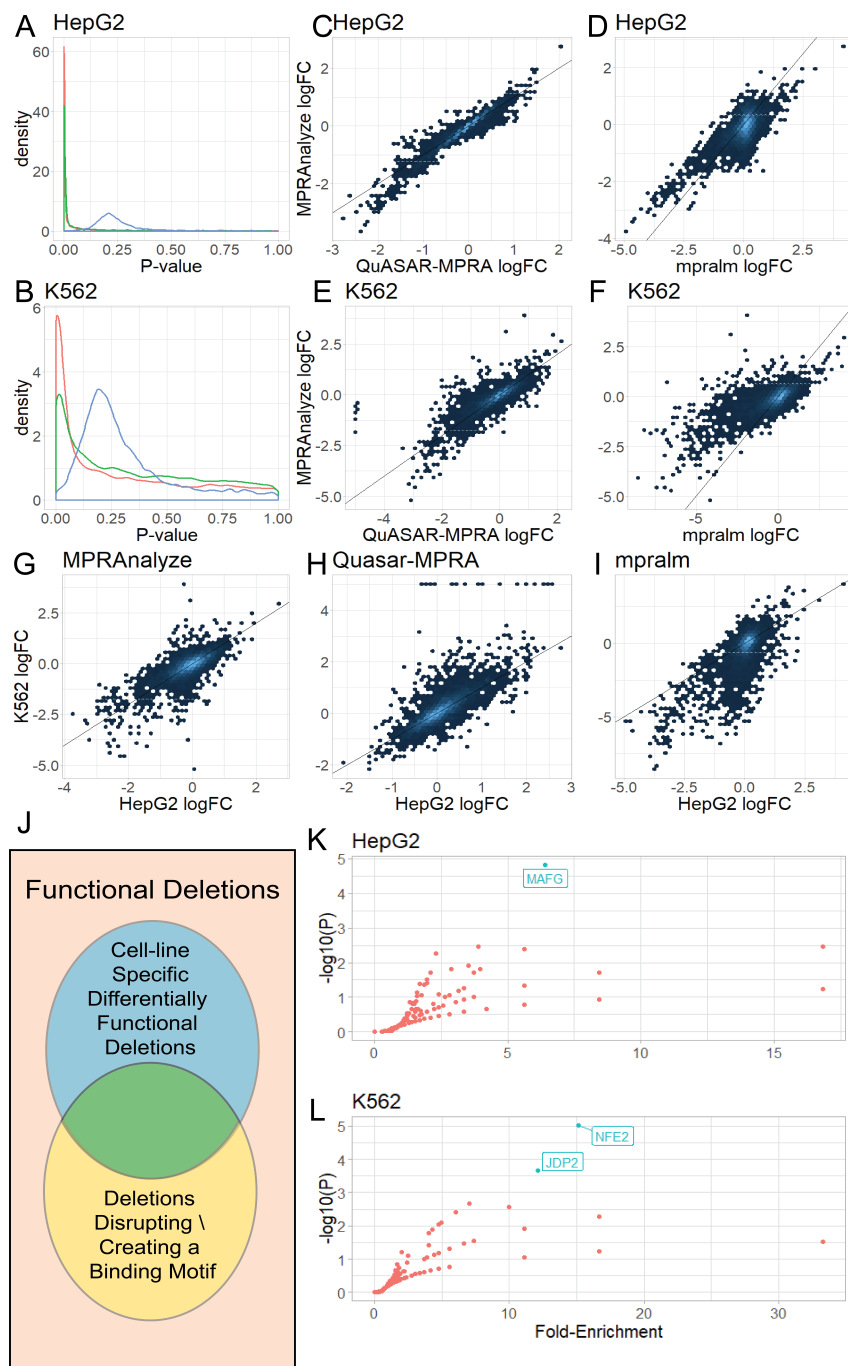 A HepG2
60
40
20
0
density
0.00 0.25 0.50 0.75 1.00
P-value
B K562
6
4
2
0
density
0.00 0.25 0.50 0.75 1.00
P-value
C HepG2
MPRAnalyze logFC
2
0
-2
-3 -2 -1 0 1 2
QuASAR-MPRA logFC
D HepG2
2
0
-2
-4
-5.0 -2.5 0.0 2.5
mpralm logFC
E K562
MPRAnalyze logFC
2.5
0.0
-2.5
-5.0
-4 -2 0 2
QuASAR-MPRA logFC
F K562
2.5
0.0
-2.5
-5.0
-5 0
mpralm logFC
G MPRAnalyze
K562 logFC
2.5
0.0
-2.5
-5.0
-4 -2 0 2
HepG2 logFC
H Quasar-MPRA
4
2
0
-2
-2 -1 0 1 2 3
HepG2 logFC
I mpralm
0
-5
-5.0 -2.5 0.0 2.5
HepG2 logFC
J
Functional Deletions
Cell-line
Specific
Differentially
Functional
Deletions
Deletions
Disrupting \
Creating a
Binding Motif
K HepG2
5
4
3
2
1
0
-log10(P)
MAFG
0 5 10 15
L K562
5
4
3
2
1
0
-log10(P)
NFE2
JDP2
0 10 20 30
Fold-Enrichment